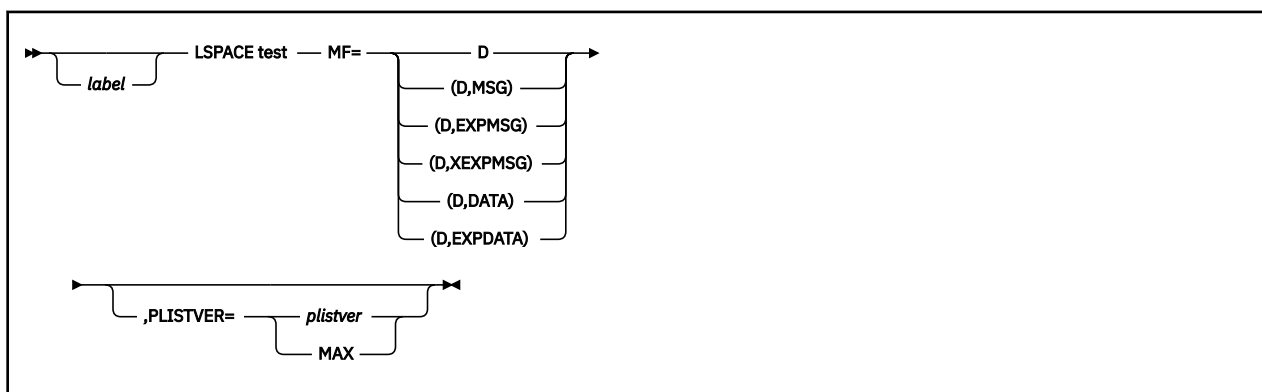 LSPACE test MF= D
label
(D,MSG)
(D,EXPMSG)
(D,XEXPMSG)
(D,DATA)
(D,EXPDATA)
,PLISTVER= plistver
MAX